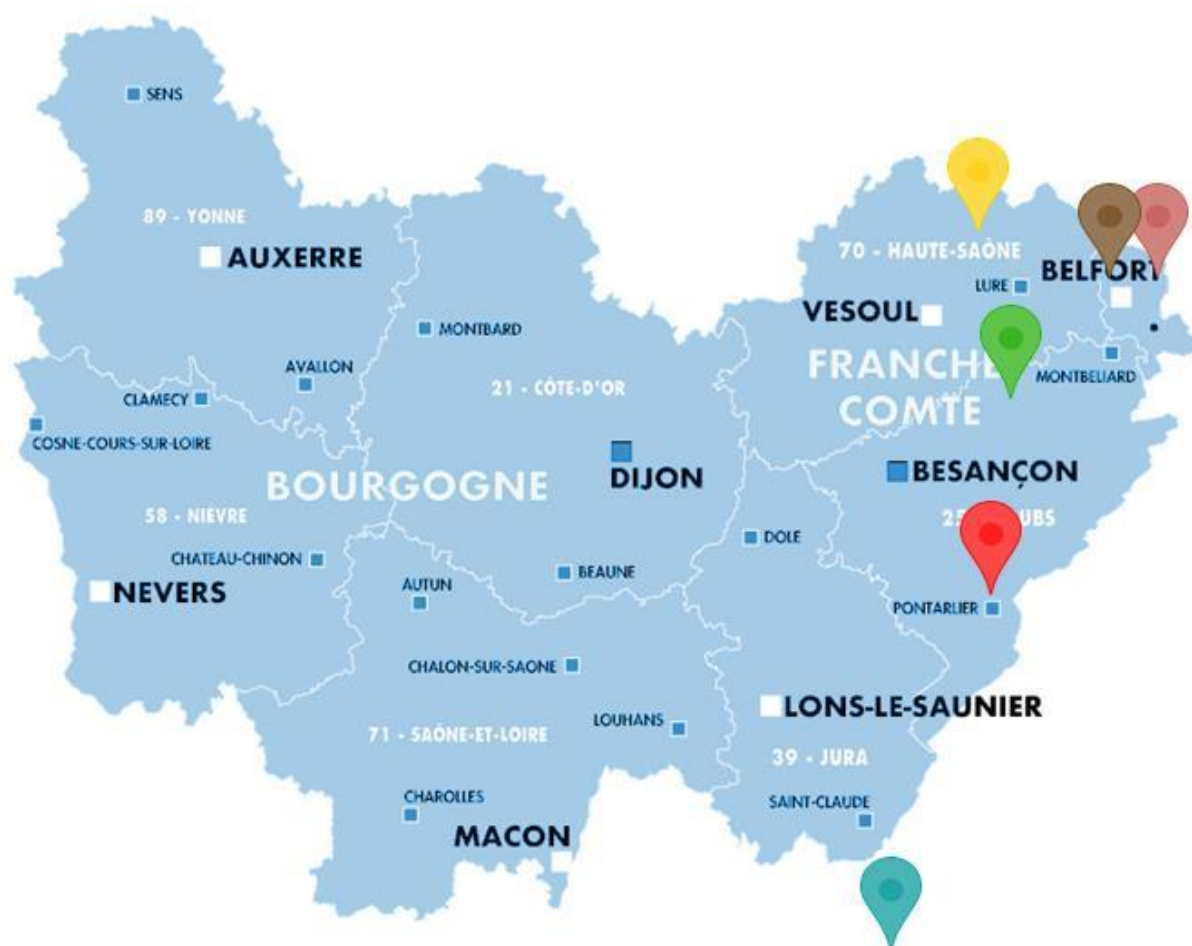 SENS
89 - YONNE
AUXERRE
70 - HAUTE-SAÔNE
BELFORT
LURE
VESOUL
MONTBARD
AVALLON
21 - CÔTE-D'OR
FRANCHE
COMTE
MONTBELIARD
CLAMECY
COSNE-COURS-SUR-LOIRE
BOURGOGNE
DIJON
BESANÇON
58 - NIEVRE
DOLE
CHATEAU-CHINON
BEAUNE
NEVERS
AUTUN
PONTARLIER
CHALON-SUR-SAONE
LONS-LE-SAUNIER
LOUHANS
71 - SAÔNE-ET-LOIRE
39 - JURA
CHAROLLES
SAINT-CLAUDE
MACON